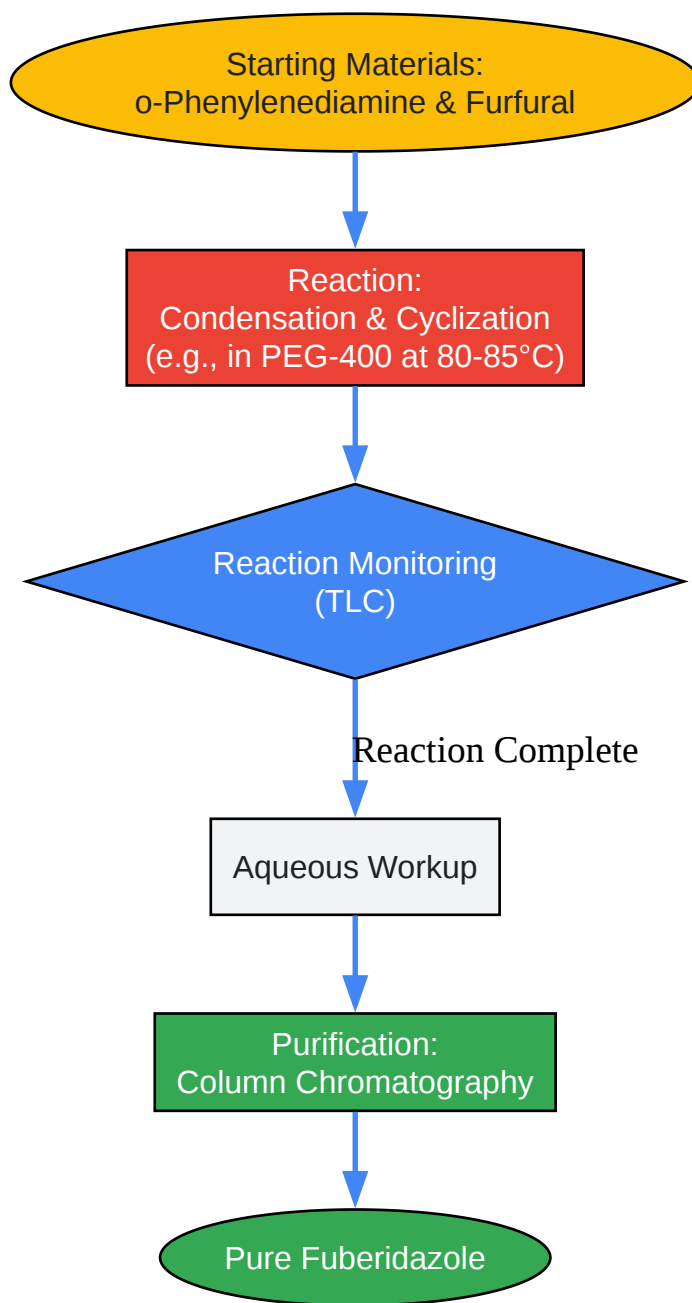 Starting Materials:
o-Phenylenediamine & Furfural
Reaction:
Condensation & Cyclization
(e.g., in PEG-400 at 80-85°C)
Reaction Monitoring
(TLC)
Reaction Complete
Aqueous Workup
Purification:
Column Chromatography
Pure Fuberidazole